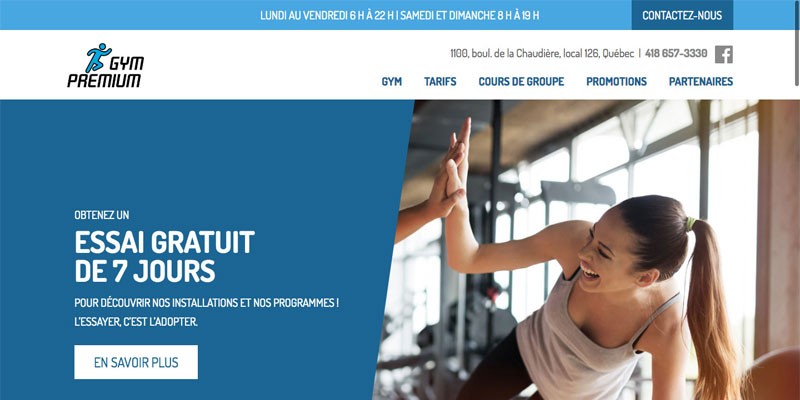 LUNDI AU VENDREDI 6 H À 22 H | SAMEDI ET DIMANCHE 8 H À 19 H
CONTACTEZ-NOUS
GYM
PREMIUM
1100, boul. de la Chaudière, local 126, Québec | 418 657-3330
GYM TARIFS COURS DE GROUPE PROMOTIONS PARTENAIRES
OBTENEZ UN
ESSAI GRATUIT
DE 7 JOURS
POUR DÉCOUVRIR NOS INSTALLATIONS ET NOS PROGRAMMES !
L'ESSAYER, C'EST L'ADOPTER.
EN SAVOIR PLUS